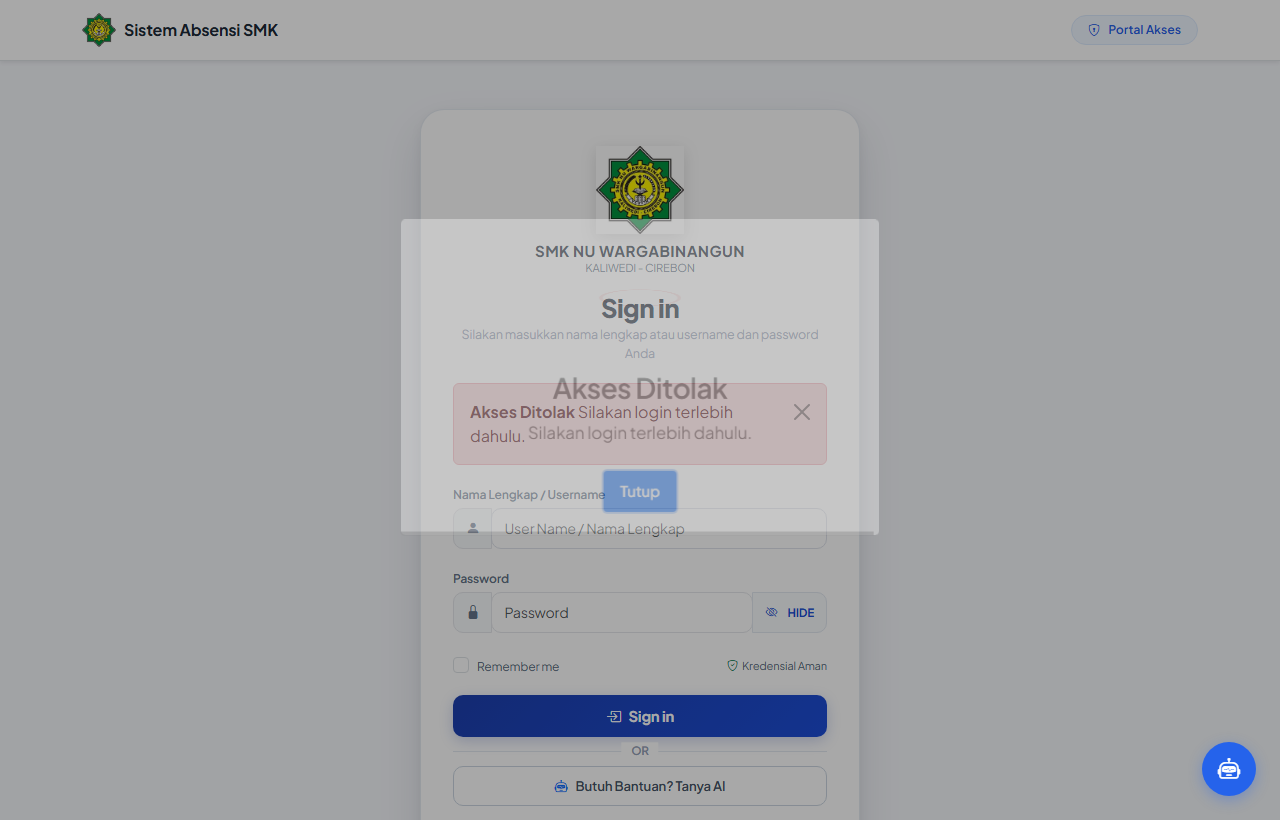 Sistem Absensi SMK
Portal Akses
SMK NU WARGABINANGUN
KALIWEDI - CIREBON
Sign in
Silakan masukkan nama lengkap atau username dan password
Anda
Akses Ditolak
Akses Ditolak Silakan login terlebih
dahulu.
Silakan login terlebih dahulu.
Tutup
Nama Lengkap / Username
User Name / Nama Lengkap
Password
Password
HIDE
Remember me
Kredensial Aman
Sign in
OR
Butuh Bantuan? Tanya AI